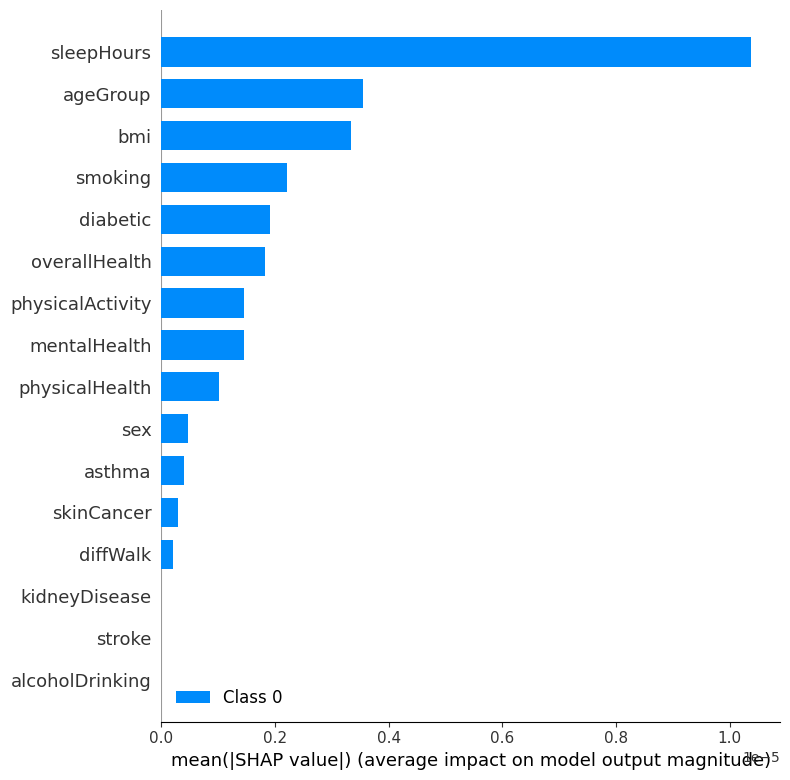 sleepHours
ageGroup
bmi
smoking
diabetic
overallHealth
physicalActivity
mentalHealth
physicalHealth
sex
asthma
skinCancer
diffWalk
kidneyDisease
stroke
alcoholDrinking
Class 0
0.0 0.2 0.4 0.6 0.8 1.0
1e−5
mean(|SHAP value|) (average impact on model output magnitude)